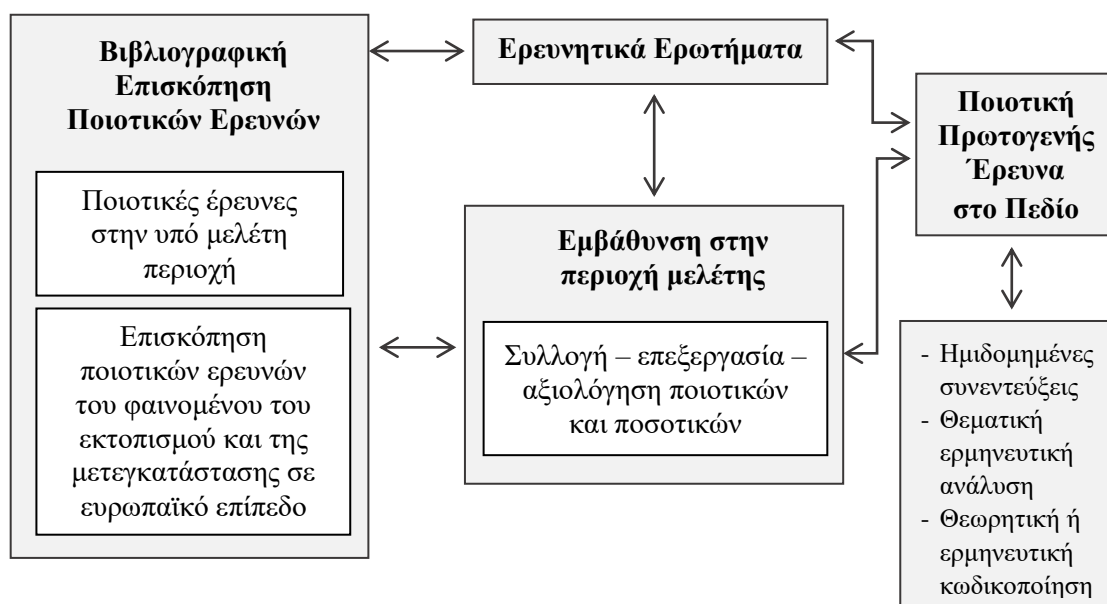 Βιβλιογραφική
Επισκόπηση
Ποιοτικών Ερευνών
Ποιοτικές έρευνες
στην υπό μελέτη
περιοχή
Επισκόπηση
ποιοτικών ερευνών
του φαινομένου του
εκτοπισμού και της
μετεγκατάστασης σε
ευρωπαϊκό επίπεδο
Ερευνητικά Ερωτήματα
Εμβάθυνση στην
περιοχή μελέτης
Συλλογή – επεξεργασία –
αξιολόγηση ποιοτικών
και ποσοτικών
Ποιοτική
Πρωτογενής
Έρευνα
στο Πεδίο
- Ημιδομημένες
συνεντεύξεις
- Θεματική
ερμηνευτική
ανάλυση
- Θεωρητική ή
ερμηνευτική
κωδικοποίηση